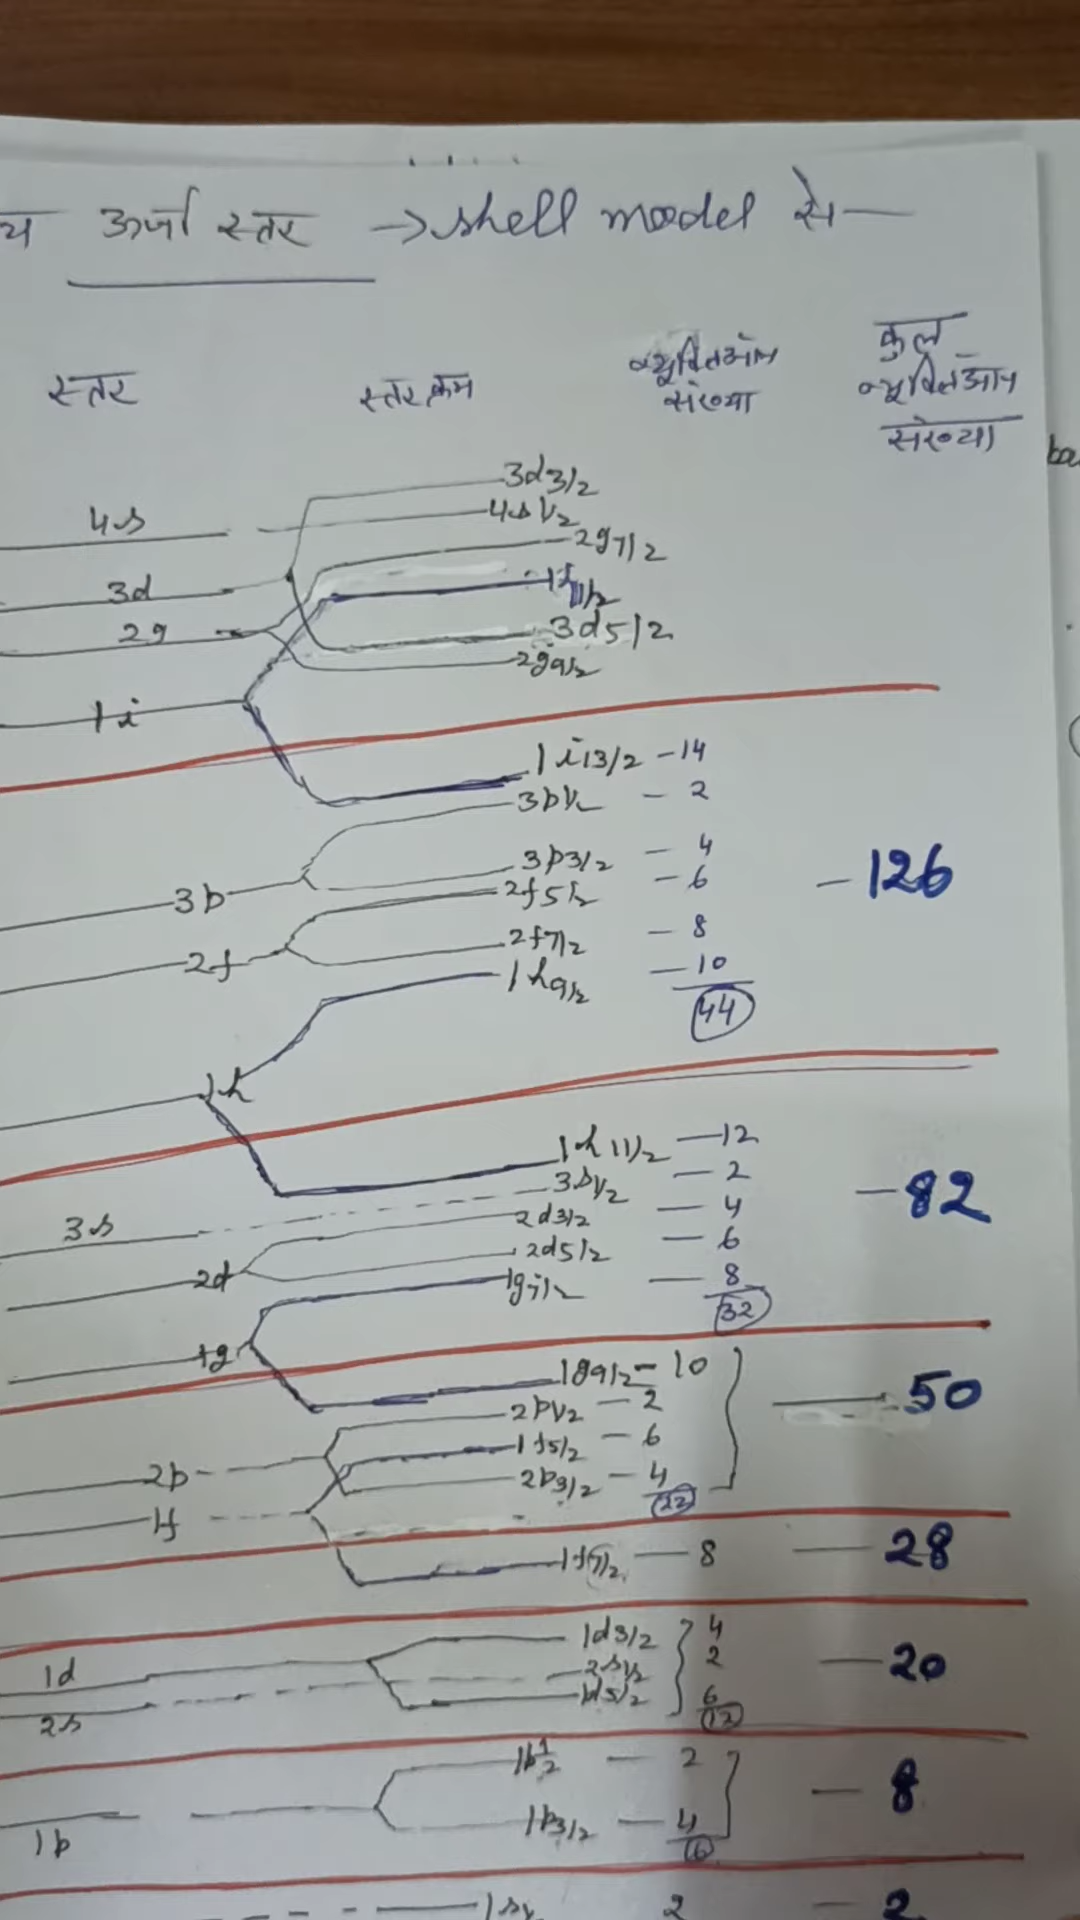 य ऊर्जा स्तर → shell model से —
स्तर स्तर क्रम न्यूक्लिऑन संख्या कुल न्यूक्लिऑन संख्या
3d3/2
4s 4s1/2
2g7/2
3d
2g 3d5/2
2g9/2
1i
1i13/2 – 14
3p1/2 – 2
3p3/2 – 4
3p 2f5/2 – 6 – 126
2f7/2 – 8
2f 1h9/2 – 10
44
1h
1h11/2 – 12
3s1/2 – 2 – 82
3s 2d3/2 – 4
2d5/2 – 6
2d 1g7/2 – 8
32
1g
1g9/2 – 10
2p1/2 – 2 – 50
1f5/2 – 6
2p 2p3/2 – 4
22
1f
1f7/2 – 8 – 28
1d3/2 4
1d 2s1/2 2 – 20
2s 1d5/2 6
12
1p1/2 – 2
– 8
1p 1p3/2 – 4
6
1s 2 – 2